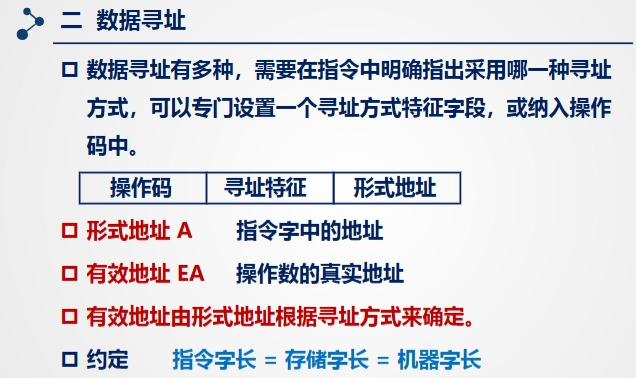 二 数据寻址
数据寻址有多种，需要在指令中明确指出采用哪一种寻址
方式，可以专门设置一个寻址方式特征字段，或纳入操作
码中。
操作码 寻址特征 形式地址
形式地址 A 指令字中的地址
有效地址 EA 操作数的真实地址
有效地址由形式地址根据寻址方式来确定。
约定 指令字长 = 存储字长 = 机器字长